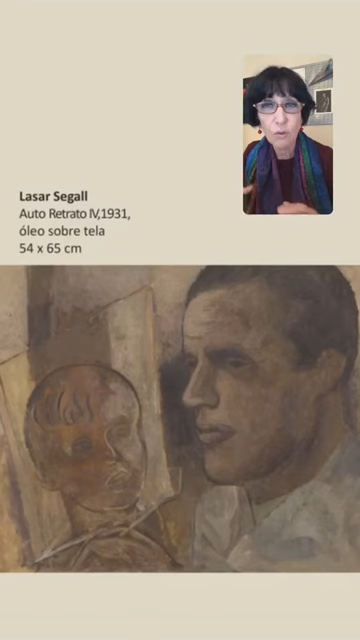 Lasar Segall
Auto Retrato IV,1931,
óleo sobre tela
54 x 65 cm